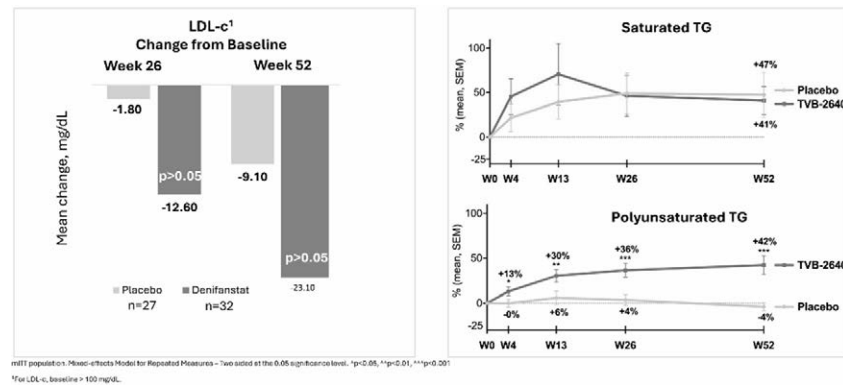 LDL-c¹
Change from Baseline
Week 26
Week 52
Mean change, mg/dL
-1.80
p>0.05
-12.60
-9.10
p>0.05
-23.10
Placebo
n=27
Denifanstat
n=32
Saturated TG
% (mean, SEM)
100
50
0
-25
+47%
Placebo
TVB-2640
+41%
W0 W4 W13 W26 W52
Polyunsaturated TG
% (mean, SEM)
100
50
0
-25
+13%
*
+30%
**
+36%
***
+42%
***
TVB-2640
Placebo
-0%
+6%
+4%
-4%
W0 W4 W13 W26 W52
mITT population. Mixed-effects Model for Repeated Measures – Two sided at the 0.05 significance level. *p<0.05, **p<0.01, ***p<0.001
¹For LDL-c, baseline > 100 mg/dL.